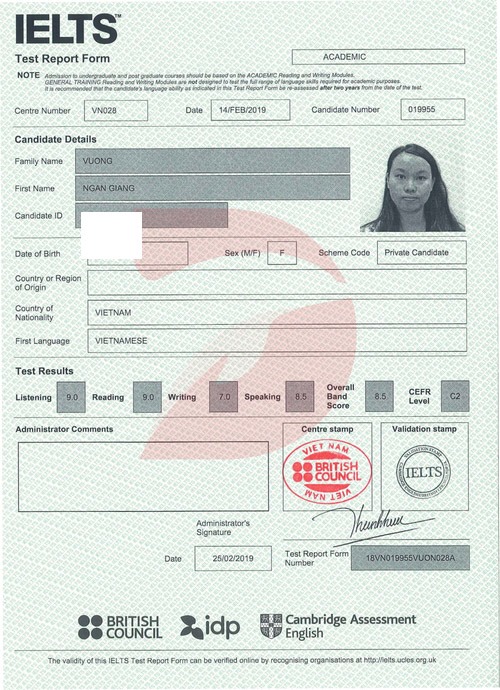 IELTS™
Test Report Form
ACADEMIC
NOTE Admission to undergraduate and post graduate courses should be based on the ACADEMIC Reading and Writing Modules.
GENERAL TRAINING Reading and Writing Modules are not designed to test the full range of language skills required for academic purposes.
It is recommended that the candidate's language ability as indicated in this Test Report Form be re-assessed after two years from the date of the test.
Centre Number VN028 Date 14/FEB/2019 Candidate Number 019955
Candidate Details
Family Name VUONG
First Name NGAN GIANG
Candidate ID
Date of Birth Sex (M/F) F Scheme Code Private Candidate
Country or Region
of Origin
Country of
Nationality VIETNAM
First Language VIETNAMESE
Test Results
Listening 9.0 Reading 9.0 Writing 7.0 Speaking 8.5 Overall Band Score 8.5 CEFR Level C2
Administrator Comments
Centre stamp
VIET NAM
BRITISH
COUNCIL
VIET NAM
Validation stamp
IELTS
Administrator's
Signature
Date 25/02/2019
Test Report Form
Number 18VN019955VUON028A
BRITISH
COUNCIL
idp
Cambridge Assessment
English
The validity of this IELTS Test Report Form can be verified online by recognising organisations at http://ielts.ucles.org.uk